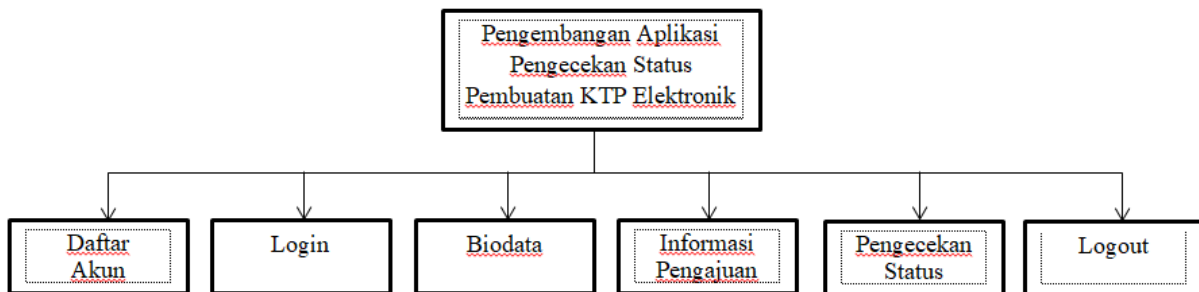 Pengembangan Aplikasi
Pengecekan Status
Pembuatan KTP Elektronik
Daftar
Akun
Login
Biodata
Informasi
Pengajuan
Pengecekan
Status
Logout